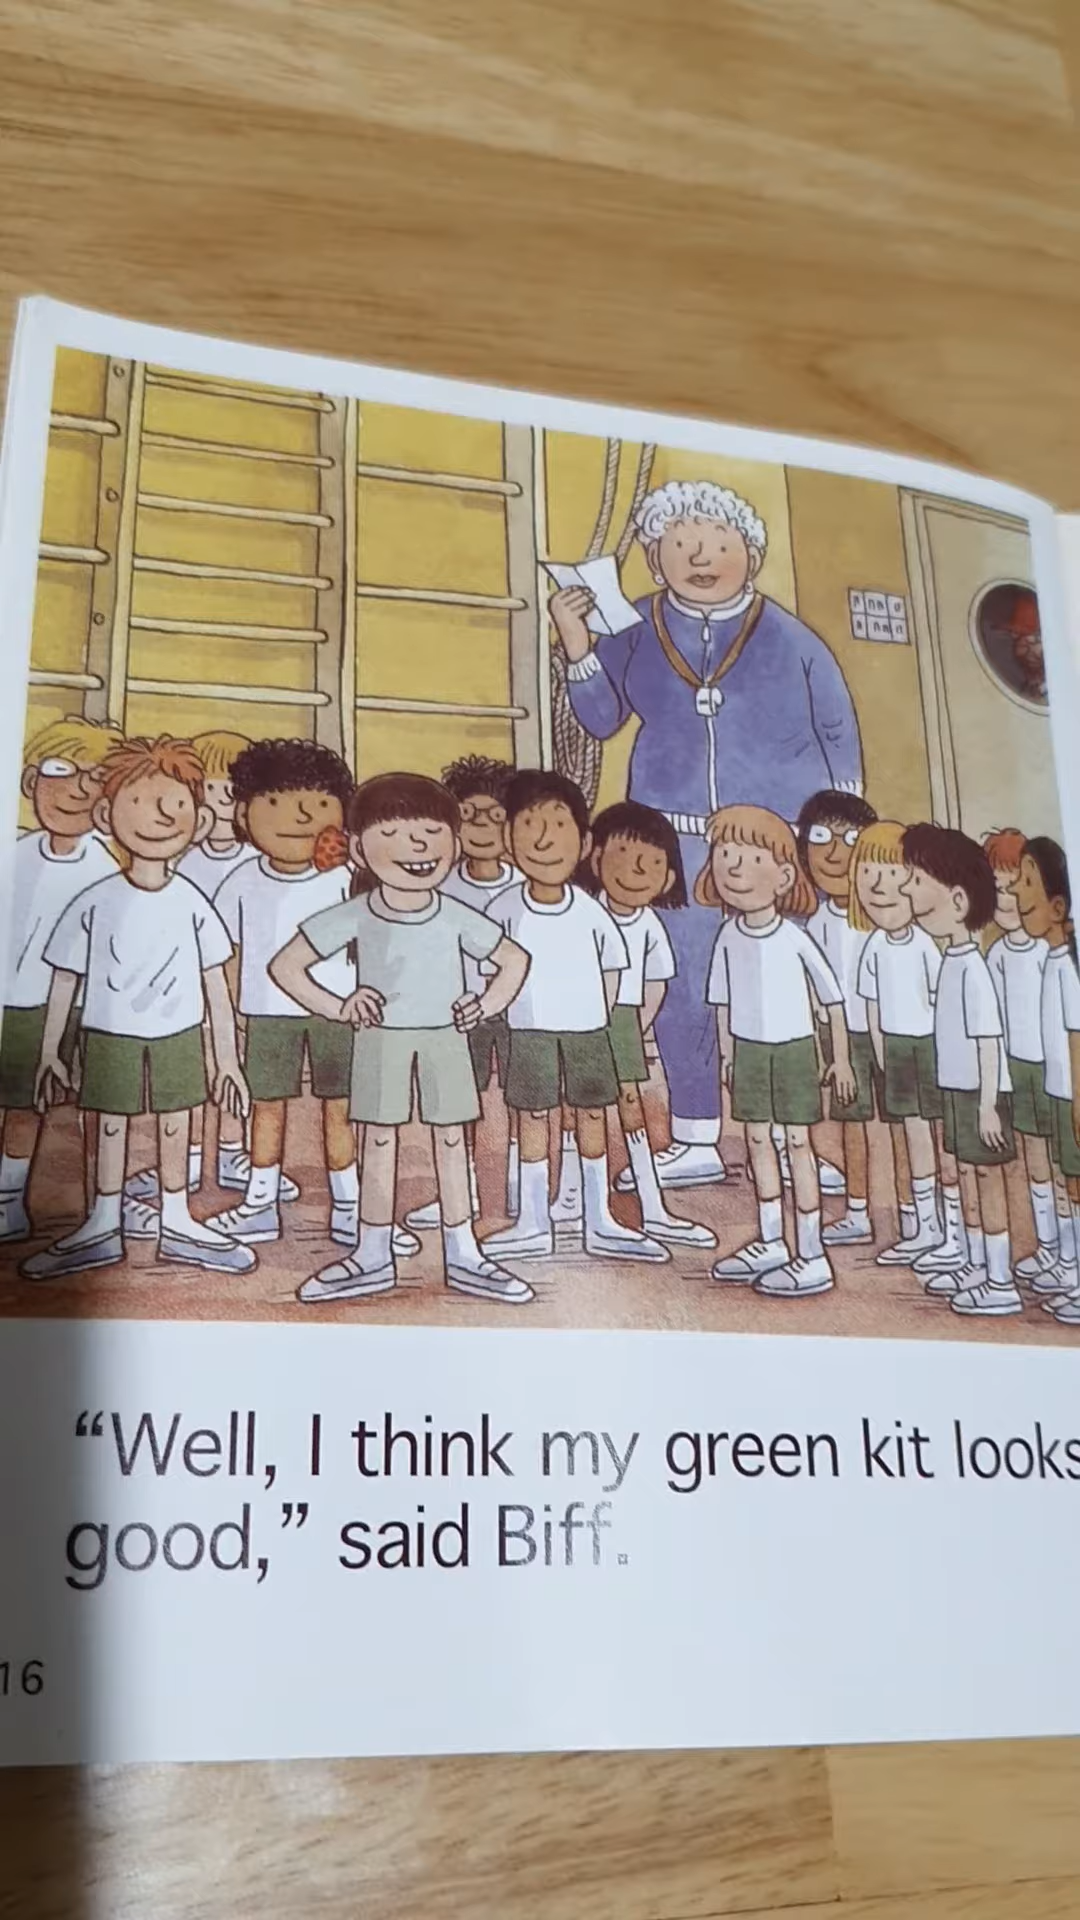 “Well, I think my green kit looks
good,” said Biff.
16